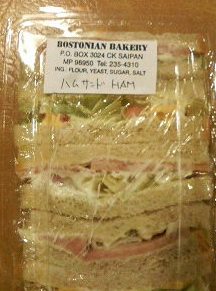 BOSTONIAN BAKERY
P.O. BOX 3024 CK SAIPAN
MP 96950 Tel: 235-4310
ING.: FLOUR, YEAST, SUGAR, SALT
ハムサンド HAM